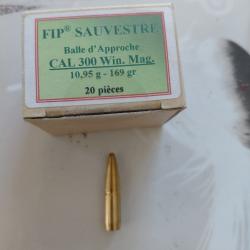 FIP® SAUVESTRE
Balle d'Approche
CAL 300 Win. Mag.
10,95 g - 169 gr
20 pièces